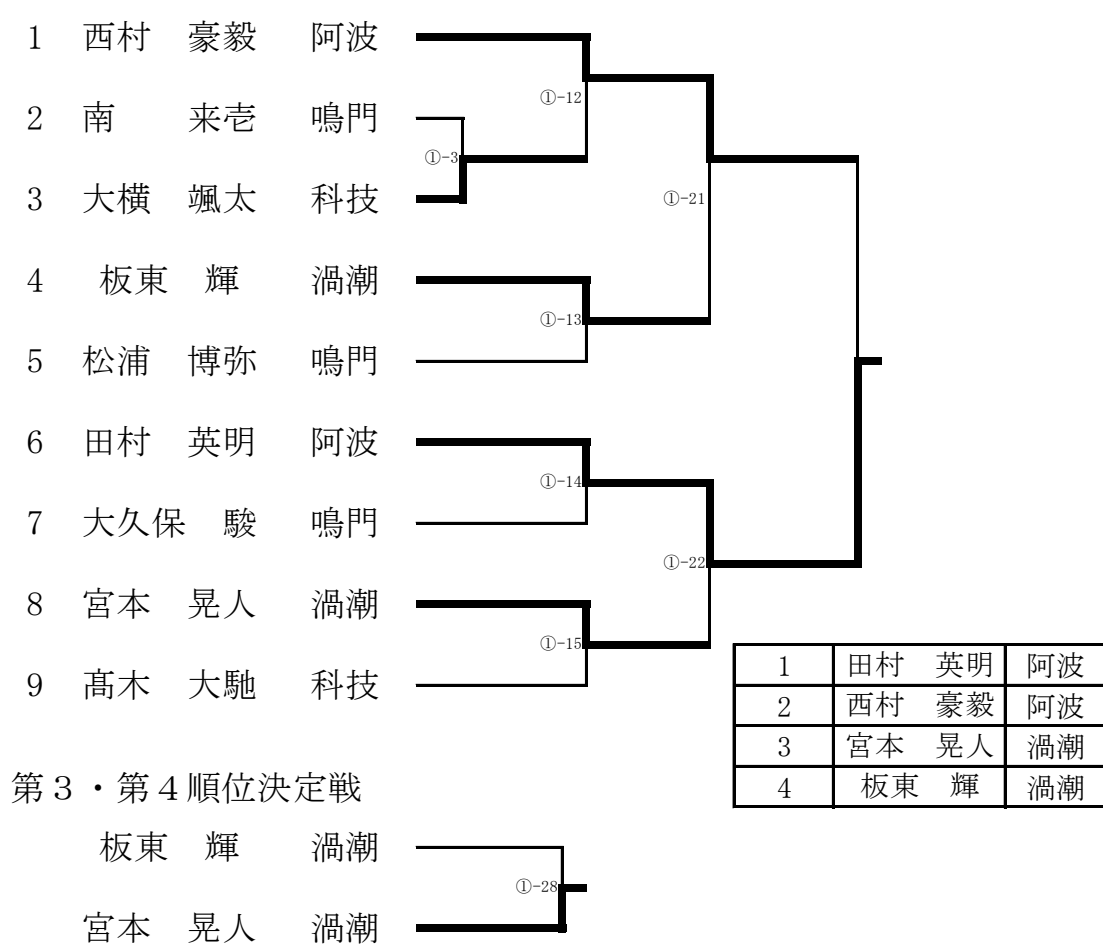 1 西村 豪毅 阿波
①-12
2 南 来壱 鳴門
①-3
3 大横 颯太 科技
①-21
4 板東 輝 渦潮
①-13
5 松浦 博弥 鳴門
6 田村 英明 阿波
①-14
7 大久保 駿 鳴門
①-22
8 宮本 晃人 渦潮
①-15
9 髙木 大馳 科技
1 田村 英明 阿波
2 西村 豪毅 阿波
3 宮本 晃人 渦潮
4 板東 輝 渦潮
第3・第4順位決定戦
板東 輝 渦潮
①-28
宮本 晃人 渦潮